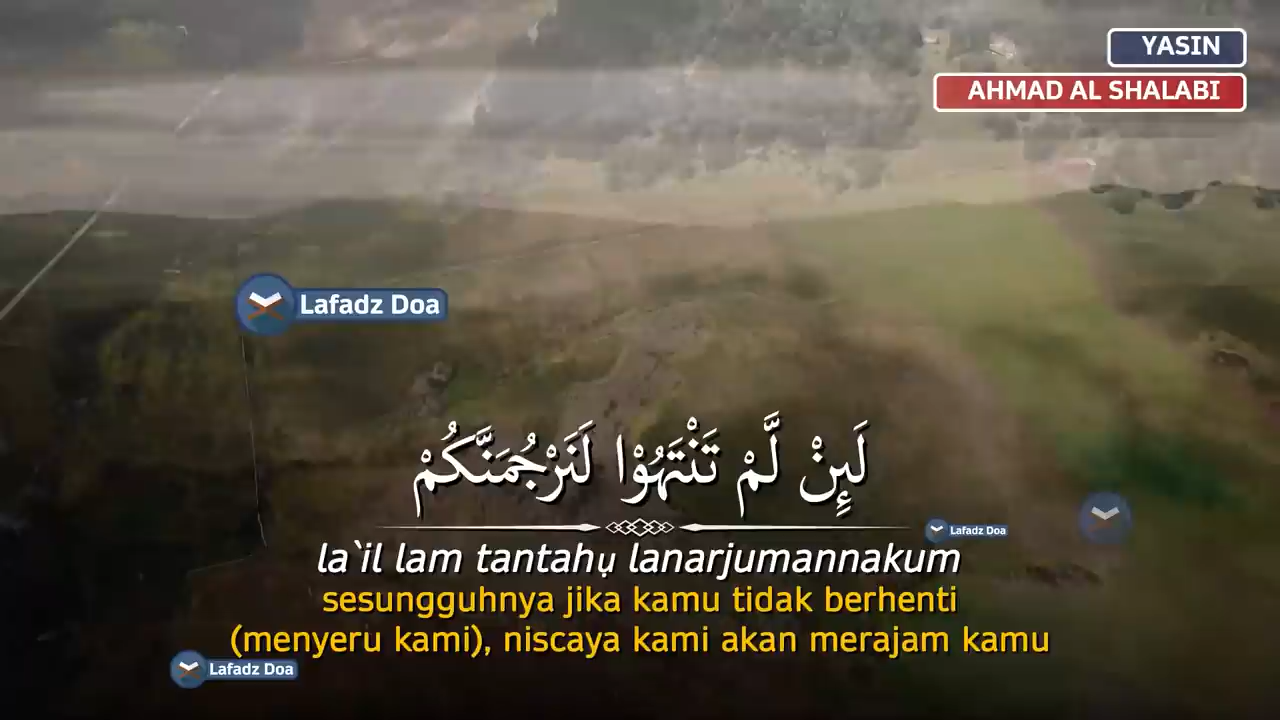 YASIN
AHMAD AL SHALABI
Lafadz Doa
لَىِٕنْ لَّمْ تَنْتَهُوْا لَنَرْجُمَنَّكُمْ
Lafadz Doa
la`il lam tantahụ lanarjumannakum
sesungguhnya jika kamu tidak berhenti
(menyeru kami), niscaya kami akan merajam kamu
Lafadz Doa